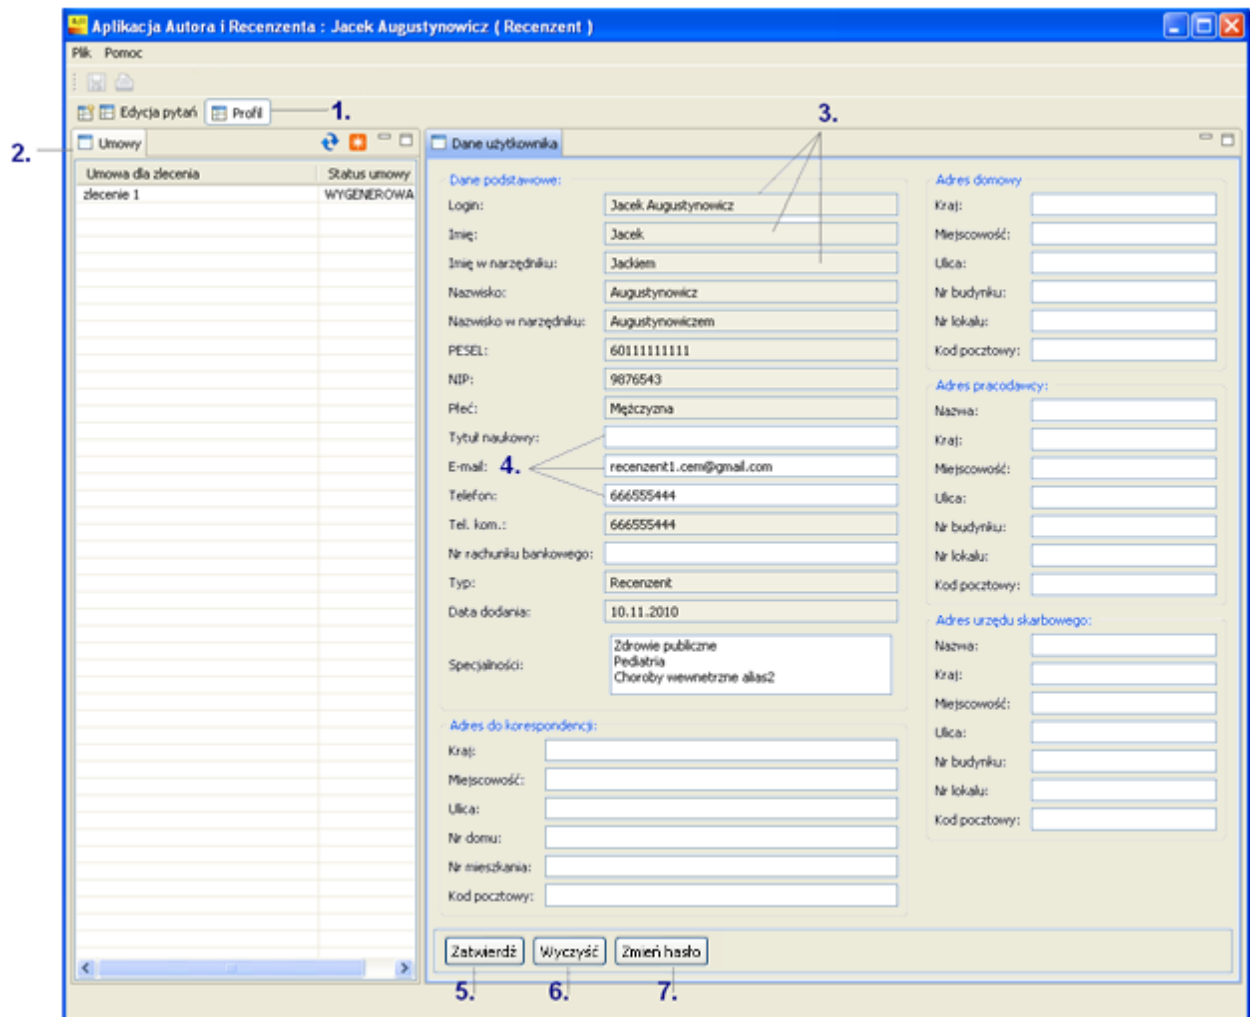 Aplikacja Autora i Recenzenta : Jacek Augustynowicz ( Recenzent )
Plik Pomoc
Edycja pytań Profil 1.
2. Umowy
Umowa dla zlecenia Status umowy
zlecenie 1 WYGENEROWA
3.
Dane użytkownika
Dane podstawowe:
Login: Jacek Augustynowicz
Imię: Jacek
Imię w narzędniku: Jackiem
Nazwisko: Augustynowicz
Nazwisko w narzędniku: Augustynowiczem
PESEL: 60111111111
NIP: 9876543
Płeć: Mężczyzna
Tytuł naukowy:
E-mail: 4. recenzent1.cem@gmail.com
Telefon: 666555444
Tel. kom.: 666555444
Nr rachunku bankowego:
Typ: Recenzent
Data dodania: 10.11.2010
Specjalności:
Zdrowie publiczne
Pediatria
Choroby wewnetrzne alias2
Adres do korespondencji:
Kraj:
Miejscowość:
Ulica:
Nr domu:
Nr mieszkania:
Kod pocztowy:
Adres domowy
Kraj:
Miejscowość:
Ulica:
Nr budynku:
Nr lokalu:
Kod pocztowy:
Adres pracodawcy:
Nazwa:
Kraj:
Miejscowość:
Ulica:
Nr budynku:
Nr lokalu:
Kod pocztowy:
Adres urzędu skarbowego:
Nazwa:
Kraj:
Miejscowość:
Ulica:
Nr budynku:
Nr lokalu:
Kod pocztowy:
Zatwierdź Wyczyść Zmień hasło
5. 6. 7.